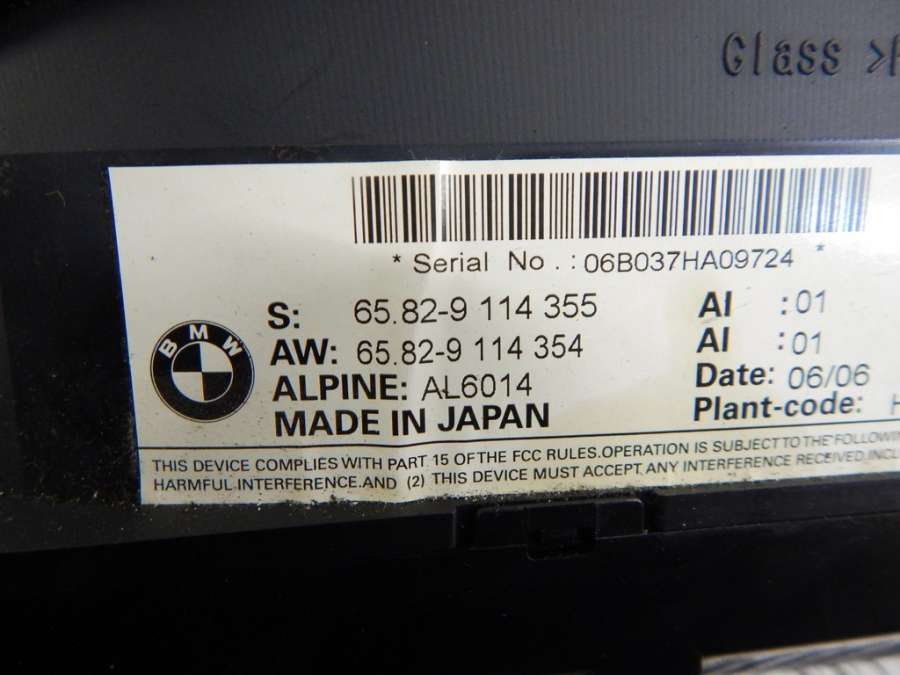 Glass >
* Serial No . : 06B037HA09724 *
S: 65.82-9 114 355 AI :01
BMW
AW: 65.82-9 114 354 AI :01
ALPINE: AL6014 Date: 06/06
MADE IN JAPAN Plant-code: H
THIS DEVICE COMPLIES WITH PART 15 OF THE FCC RULES.OPERATION IS SUBJECT TO THE FOLLOWIN
HARMFUL INTERFERENCE.AND (2) THIS DEVICE MUST ACCEPT ANY INTERFERENCE RECEIVED,INCL